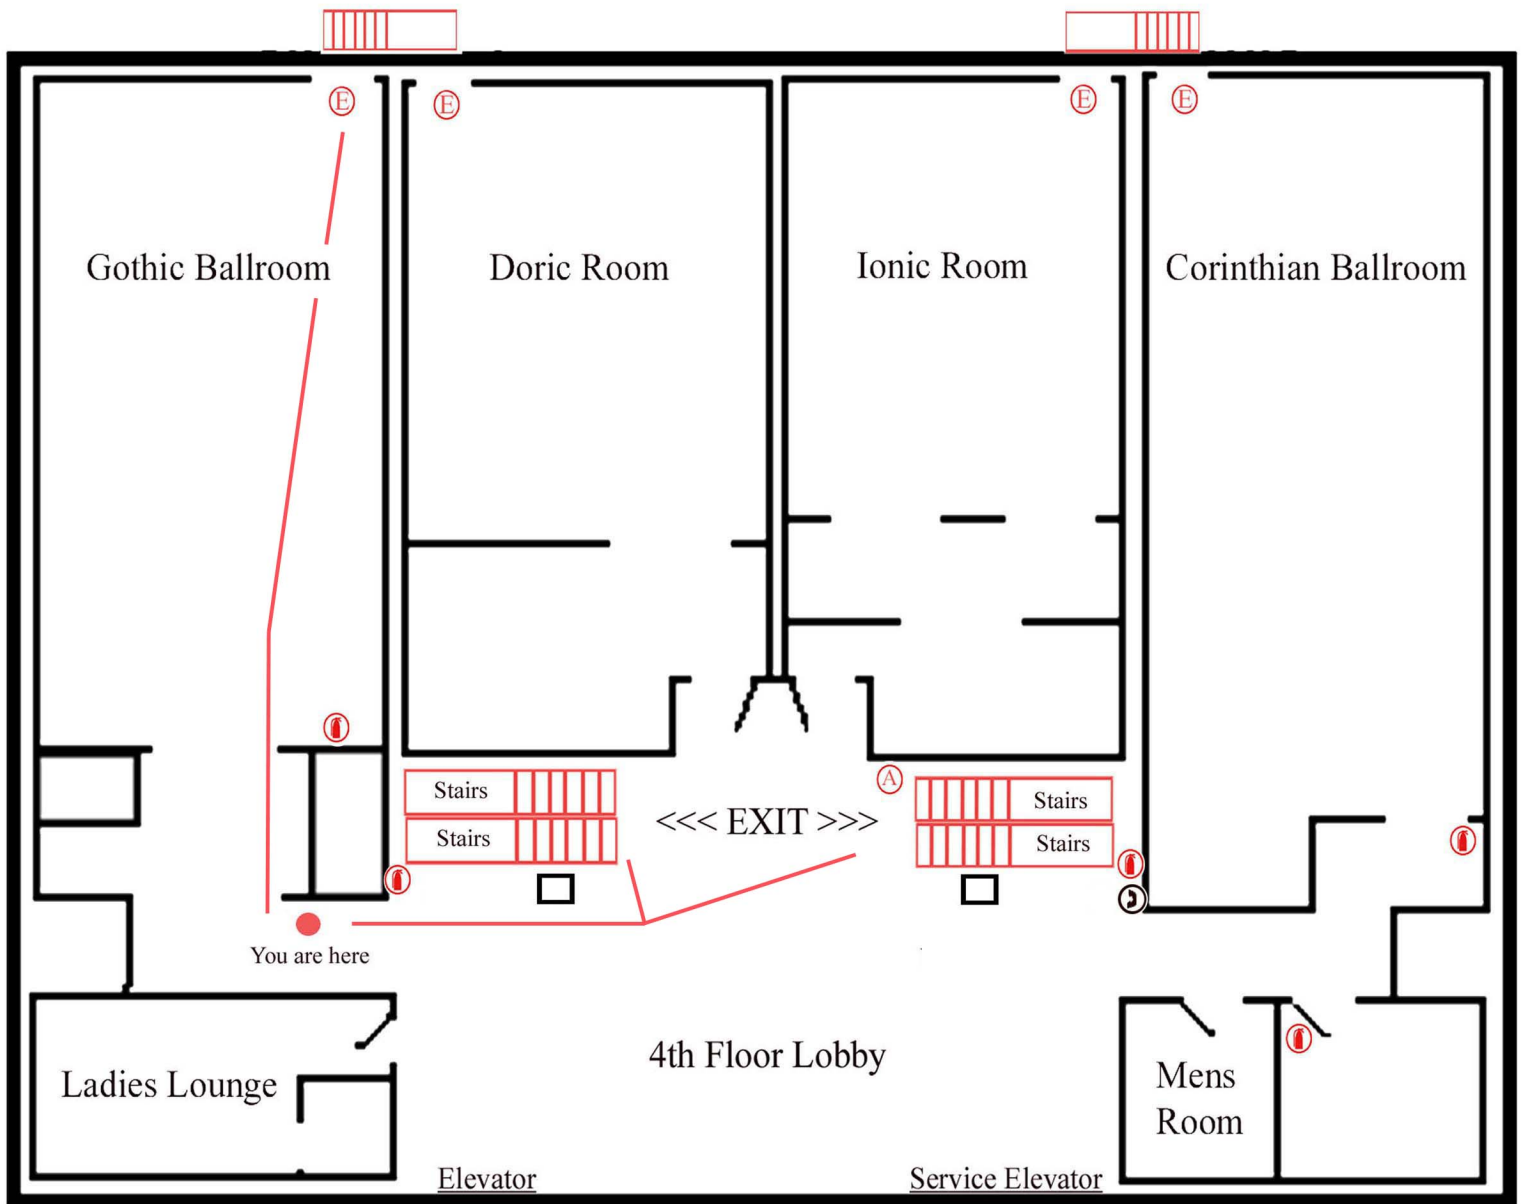 E
E
E
E
Gothic Ballroom
Doric Room
Ionic Room
Corinthian Ballroom
A
Stairs
Stairs
<<< EXIT >>>
Stairs
Stairs
You are here
4th Floor Lobby
Ladies Lounge
Mens
Room
Elevator
Service Elevator